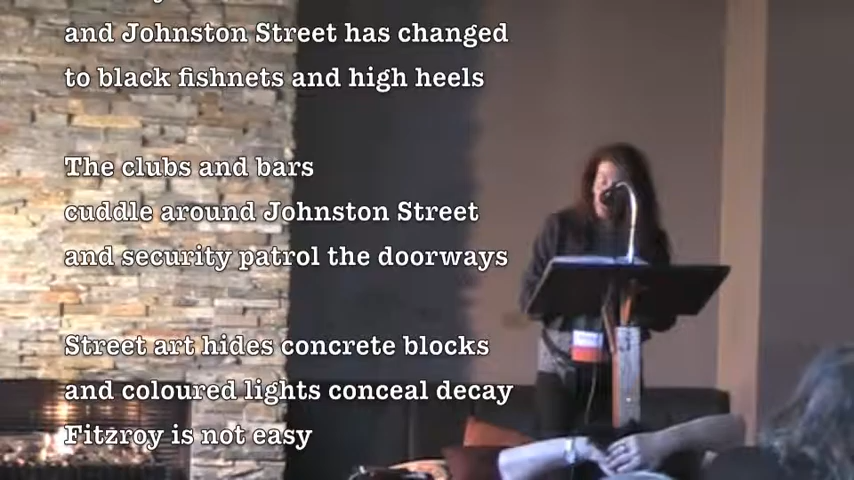 and Johnston Street has changed
to black fishnets and high heels
The clubs and bars
cuddle around Johnston Street
and security patrol the doorways
Street art hides concrete blocks
and coloured lights conceal decay
Fitzroy is not easy